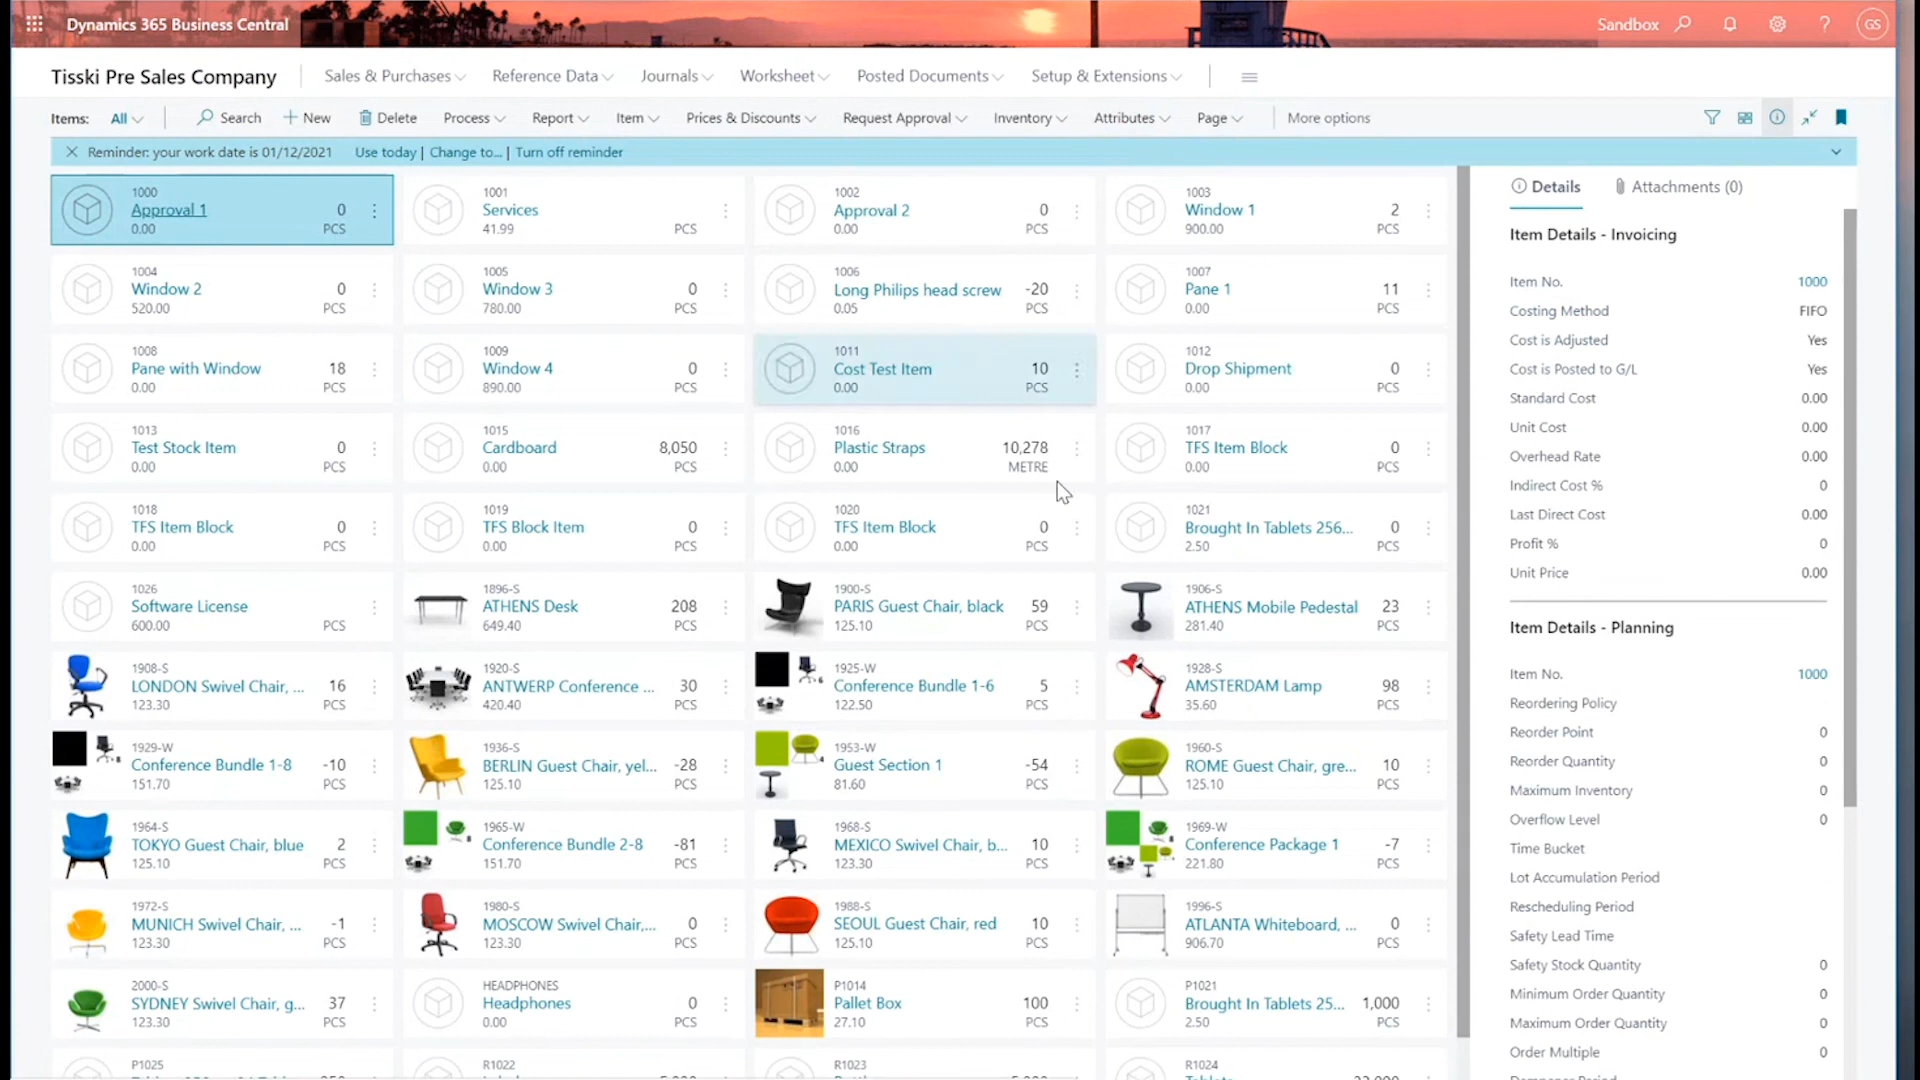 Dynamics 365 Business Central
Sandbox
?
GS
Tisski Pre Sales Company
Sales & Purchases
Reference Data
Journals
Worksheet
Posted Documents
Setup & Extensions
Items:
All
Search
New
Delete
Process
Report
Item
Prices & Discounts
Request Approval
Inventory
Attributes
Page
More options
Reminder: your work date is 01/12/2021
Use today | Change to... | Turn off reminder
1000
Approval 1 0
0.00 PCS
1001
Services
41.99 PCS
1002
Approval 2 0
0.00 PCS
1003
Window 1 2
900.00 PCS
1004
Window 2 0
520.00 PCS
1005
Window 3 0
780.00 PCS
1006
Long Philips head screw -20
0.05 PCS
1007
Pane 1 11
0.00 PCS
1008
Pane with Window 18
0.00 PCS
1009
Window 4 0
890.00 PCS
1011
Cost Test Item 10
0.00 PCS
1012
Drop Shipment 0
0.00 PCS
1013
Test Stock Item 0
0.00 PCS
1015
Cardboard 8,050
0.00 PCS
1016
Plastic Straps 10,278
0.00 METRE
1017
TFS Item Block 0
0.00 PCS
1018
TFS Item Block 0
0.00 PCS
1019
TFS Block Item 0
0.00 PCS
1020
TFS Item Block 0
0.00 PCS
1021
Brought In Tablets 256... 0
2.50 PCS
1026
Software License
600.00 PCS
1896-S
ATHENS Desk 208
649.40 PCS
1900-S
PARIS Guest Chair, black 59
125.10 PCS
1906-S
ATHENS Mobile Pedestal 23
281.40 PCS
1908-S
LONDON Swivel Chair, ... 16
123.30 PCS
1920-S
ANTWERP Conference ... 30
420.40 PCS
1925-W
Conference Bundle 1-6 5
122.50 PCS
1928-S
AMSTERDAM Lamp 98
35.60 PCS
1929-W
Conference Bundle 1-8 -10
151.70 PCS
1936-S
BERLIN Guest Chair, yel... -28
125.10 PCS
1953-W
Guest Section 1 -54
81.60 PCS
1960-S
ROME Guest Chair, gre... 10
125.10 PCS
1964-S
TOKYO Guest Chair, blue 2
125.10 PCS
1965-W
Conference Bundle 2-8 -81
151.70 PCS
1968-S
MEXICO Swivel Chair, b... 10
123.30 PCS
1969-W
Conference Package 1 -7
221.80 PCS
1972-S
MUNICH Swivel Chair, ... -1
123.30 PCS
1980-S
MOSCOW Swivel Chair,... 0
123.30 PCS
1988-S
SEOUL Guest Chair, red 10
125.10 PCS
1996-S
ATLANTA Whiteboard, ... 0
906.70 PCS
2000-S
SYDNEY Swivel Chair, g... 37
123.30 PCS
HEADPHONES
Headphones 0
0.00 PCS
P1014
Pallet Box 100
27.10 PCS
P1021
Brought In Tablets 25... 1,000
2.50 PCS
P1025
R1022
R1023
R1024
Details
Attachments (0)
Item Details - Invoicing
Item No. 1000
Costing Method FIFO
Cost is Adjusted Yes
Cost is Posted to G/L Yes
Standard Cost 0.00
Unit Cost 0.00
Overhead Rate 0.00
Indirect Cost % 0
Last Direct Cost 0.00
Profit % 0
Unit Price 0.00
Item Details - Planning
Item No. 1000
Reordering Policy
Reorder Point 0
Reorder Quantity 0
Maximum Inventory 0
Overflow Level 0
Time Bucket
Lot Accumulation Period
Rescheduling Period
Safety Lead Time
Safety Stock Quantity 0
Minimum Order Quantity 0
Maximum Order Quantity 0
Order Multiple 0